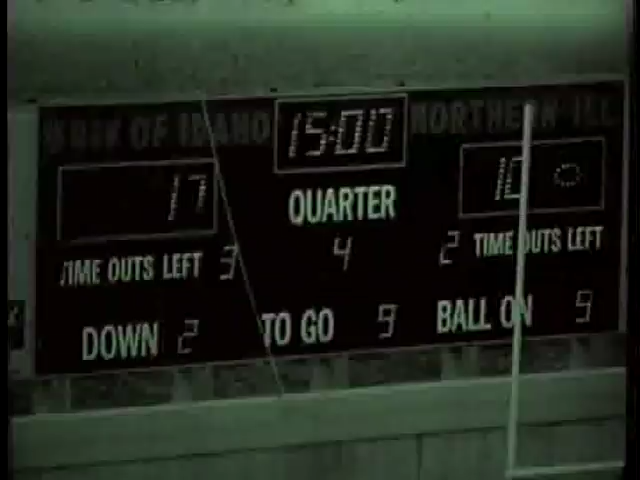 OF IDAHO 15:00 NORTHERN ILL
17 QUARTER 10
TIME OUTS LEFT 3 4 2 TIME OUTS LEFT
DOWN 2 TO GO 9 BALL ON 9